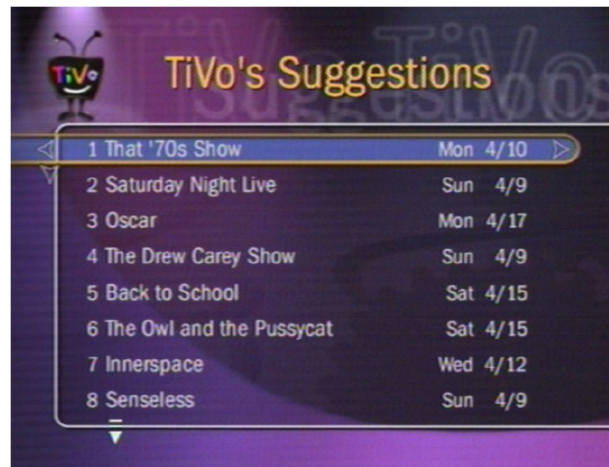 TiVo
TiVo's Suggestions
1 That '70s Show Mon 4/10
2 Saturday Night Live Sun 4/9
3 Oscar Mon 4/17
4 The Drew Carey Show Sun 4/9
5 Back to School Sat 4/15
6 The Owl and the Pussycat Sat 4/15
7 Innerspace Wed 4/12
8 Senseless Sun 4/9